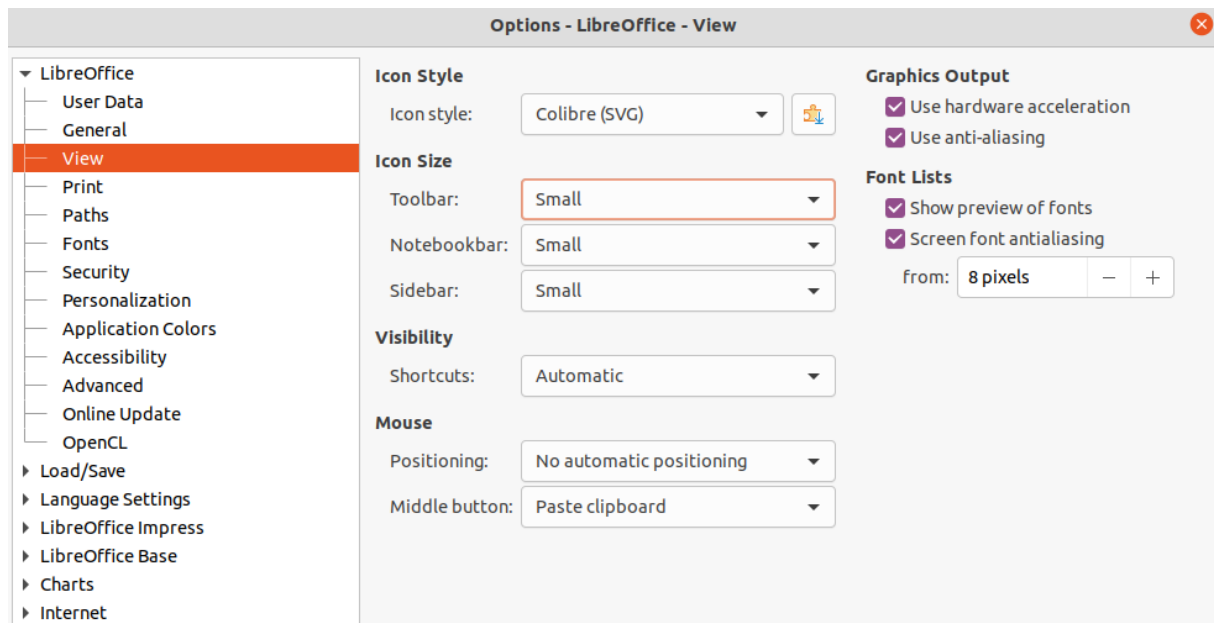 Options - LibreOffice - View
LibreOffice
User Data
General
View
Print
Paths
Fonts
Security
Personalization
Application Colors
Accessibility
Advanced
Online Update
OpenCL
Load/Save
Language Settings
LibreOffice Impress
LibreOffice Base
Charts
Internet
Icon Style
Icon style: Colibre (SVG)
Icon Size
Toolbar: Small
Notebookbar: Small
Sidebar: Small
Visibility
Shortcuts: Automatic
Mouse
Positioning: No automatic positioning
Middle button: Paste clipboard
Graphics Output
Use hardware acceleration
Use anti-aliasing
Font Lists
Show preview of fonts
Screen font antialiasing
from: 8 pixels